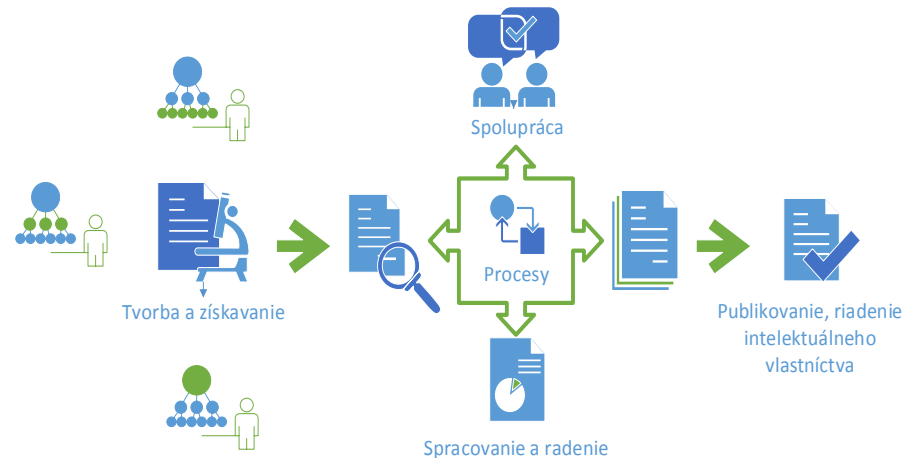 Spolupráca
Procesy
Tvorba a získavanie
Publikovanie, riadenie
intelektuálneho
vlastníctva
Spracovanie a radenie